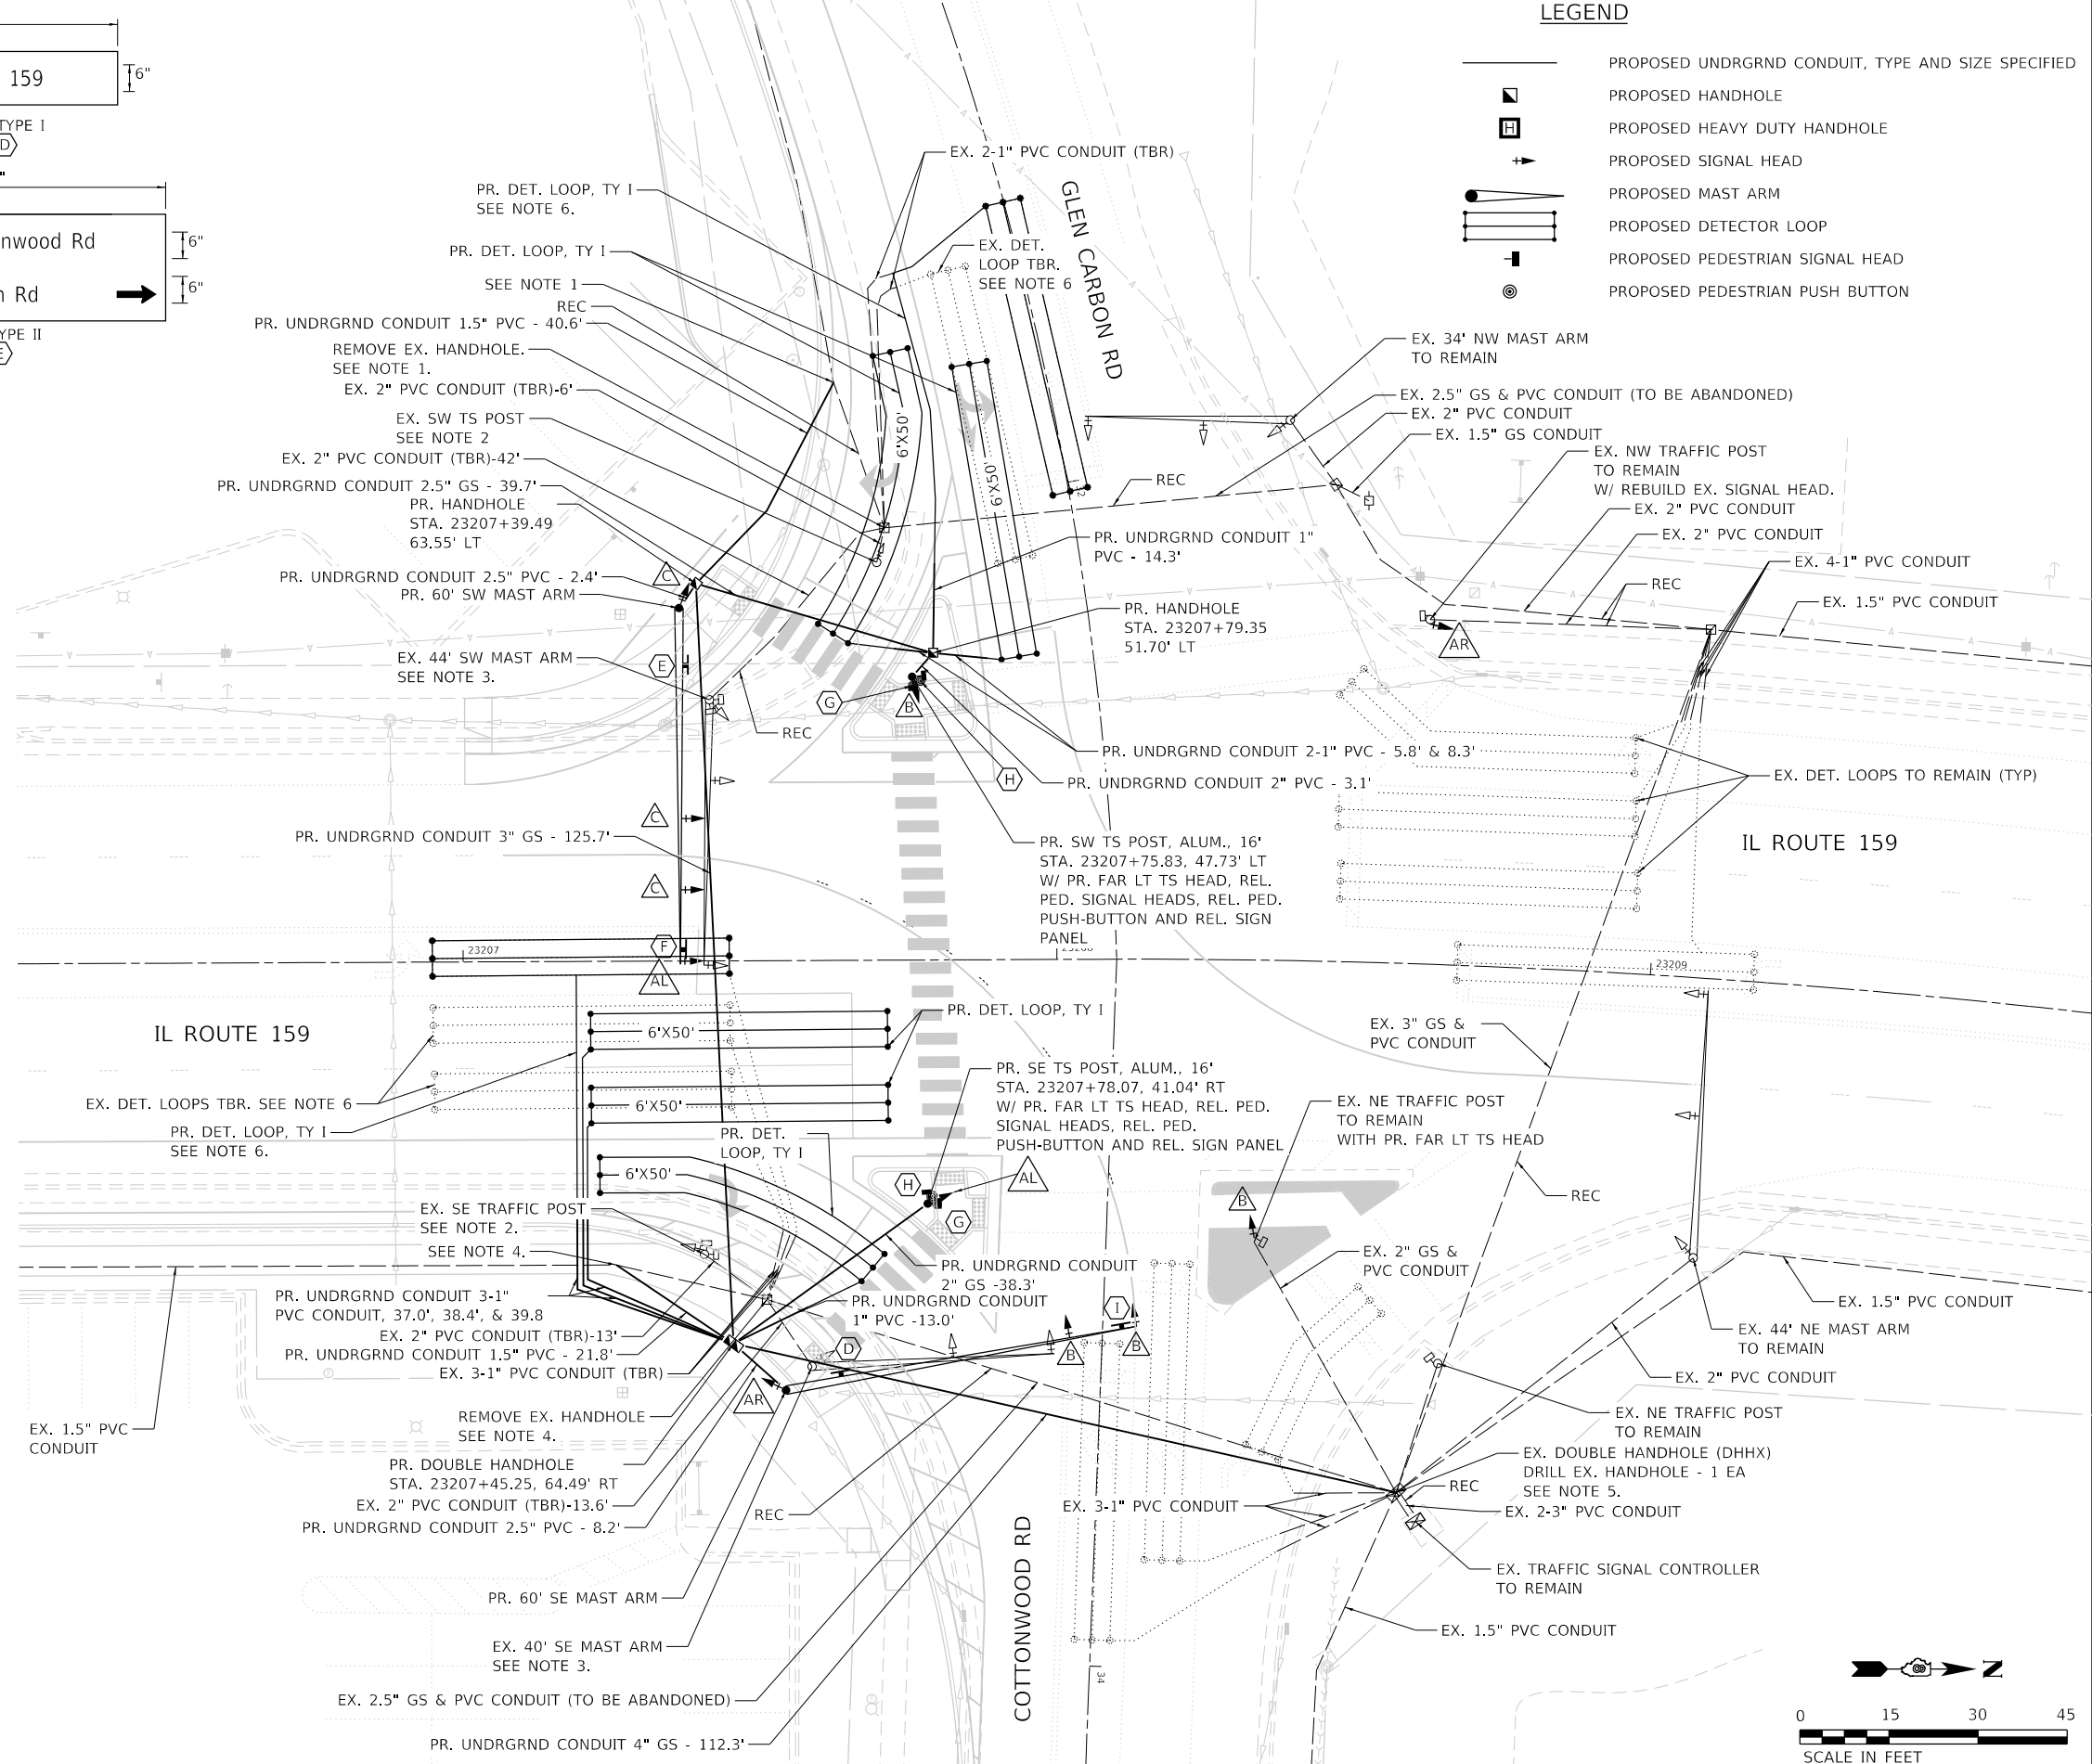 LEGEND
PROPOSED UNDRGRND CONDUIT, TYPE AND SIZE SPECIFIED
PROPOSED HANDHOLE
H
PROPOSED HEAVY DUTY HANDHOLE
PROPOSED SIGNAL HEAD
PROPOSED MAST ARM
PROPOSED DETECTOR LOOP
PROPOSED PEDESTRIAN SIGNAL HEAD
PROPOSED PEDESTRIAN PUSH BUTTON
159
6"
TYPE I
D
nwood Rd
6"
Rd
6"
YPE II
EX. 2-1" PVC CONDUIT (TBR)
PR. DET. LOOP, TY I
SEE NOTE 6.
PR. DET. LOOP, TY I
SEE NOTE 1
REC
PR. UNDRGRND CONDUIT 1.5" PVC - 40.6'
REMOVE EX. HANDHOLE.
SEE NOTE 1.
EX. 2" PVC CONDUIT (TBR)-6'
EX. SW TS POST
SEE NOTE 2
EX. 2" PVC CONDUIT (TBR)-42'
PR. UNDRGRND CONDUIT 2.5" GS - 39.7'
PR. HANDHOLE
STA. 23207+39.49
63.55' LT
PR. UNDRGRND CONDUIT 2.5" PVC - 2.4'
C
PR. 60' SW MAST ARM
EX. 44' SW MAST ARM
SEE NOTE 3.
E
EX. DET.
LOOP TBR.
SEE NOTE 6
GLEN CARBON RD
6'X50'
6'X50'
32
EX. 34' NW MAST ARM
TO REMAIN
EX. 2.5" GS & PVC CONDUIT (TO BE ABANDONED)
EX. 2" PVC CONDUIT
EX. 1.5" GS CONDUIT
EX. NW TRAFFIC POST
TO REMAIN
W/ REBUILD EX. SIGNAL HEAD.
EX. 2" PVC CONDUIT
EX. 2" PVC CONDUIT
EX. 4-1" PVC CONDUIT
REC
EX. 1.5" PVC CONDUIT
REC
AR
PR. UNDRGRND CONDUIT 1"
PVC - 14.3'
PR. HANDHOLE
STA. 23207+79.35
51.70' LT
G
B
REC
H
PR. UNDRGRND CONDUIT 2-1" PVC - 5.8' & 8.3'
PR. UNDRGRND CONDUIT 2" PVC - 3.1'
EX. DET. LOOPS TO REMAIN (TYP)
C
PR. UNDRGRND CONDUIT 3" GS - 125.7'
C
PR. SW TS POST, ALUM., 16'
STA. 23207+75.83, 47.73' LT
W/ PR. FAR LT TS HEAD, REL.
PED. SIGNAL HEADS, REL. PED.
PUSH-BUTTON AND REL. SIGN
PANEL
IL ROUTE 159
F
AL
23207
23209
IL ROUTE 159
PR. DET. LOOP, TY I
6'X50'
6'X50'
EX. DET. LOOPS TBR. SEE NOTE 6
PR. DET. LOOP, TY I
SEE NOTE 6.
PR. DET.
LOOP, TY I
6'X50'
PR. SE TS POST, ALUM., 16'
STA. 23207+78.07, 41.04' RT
W/ PR. FAR LT TS HEAD, REL. PED.
SIGNAL HEADS, REL. PED.
PUSH-BUTTON AND REL. SIGN PANEL
EX. 3" GS &
PVC CONDUIT
EX. NE TRAFFIC POST
TO REMAIN
WITH PR. FAR LT TS HEAD
REC
H
AL
G
B
EX. SE TRAFFIC POST
SEE NOTE 2.
SEE NOTE 4.
PR. UNDRGRND CONDUIT
2" GS -38.3'
PR. UNDRGRND CONDUIT
1" PVC -13.0'
PR. UNDRGRND CONDUIT 3-1"
PVC CONDUIT, 37.0', 38.4', & 39.8
EX. 2" PVC CONDUIT (TBR)-13'
PR. UNDRGRND CONDUIT 1.5" PVC - 21.8'
EX. 3-1" PVC CONDUIT (TBR)
D
I
B
B
AR
EX. 2" GS &
PVC CONDUIT
EX. 1.5" PVC CONDUIT
EX. 44' NE MAST ARM
TO REMAIN
EX. 2" PVC CONDUIT
EX. NE TRAFFIC POST
TO REMAIN
EX. DOUBLE HANDHOLE (DHHX)
DRILL EX. HANDHOLE - 1 EA
SEE NOTE 5.
REC
EX. 2-3" PVC CONDUIT
EX. 1.5" PVC
CONDUIT
REMOVE EX. HANDHOLE
SEE NOTE 4.
PR. DOUBLE HANDHOLE
STA. 23207+45.25, 64.49' RT
EX. 2" PVC CONDUIT (TBR)-13.6'
PR. UNDRGRND CONDUIT 2.5" PVC - 8.2'
REC
EX. 3-1" PVC CONDUIT
COTTONWOOD RD
EX. TRAFFIC SIGNAL CONTROLLER
TO REMAIN
PR. 60' SE MAST ARM
EX. 1.5" PVC CONDUIT
EX. 40' SE MAST ARM
SEE NOTE 3.
34
EX. 2.5" GS & PVC CONDUIT (TO BE ABANDONED)
PR. UNDRGRND CONDUIT 4" GS - 112.3'
N
0 15 30 45
SCALE IN FEET